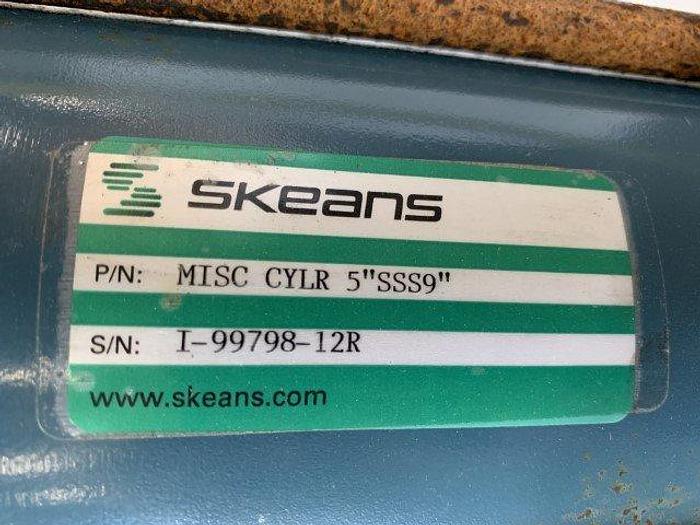 Skeans
P/N: MISC CYLR 5"SSS9"
S/N: I-99798-12R
www.skeans.com